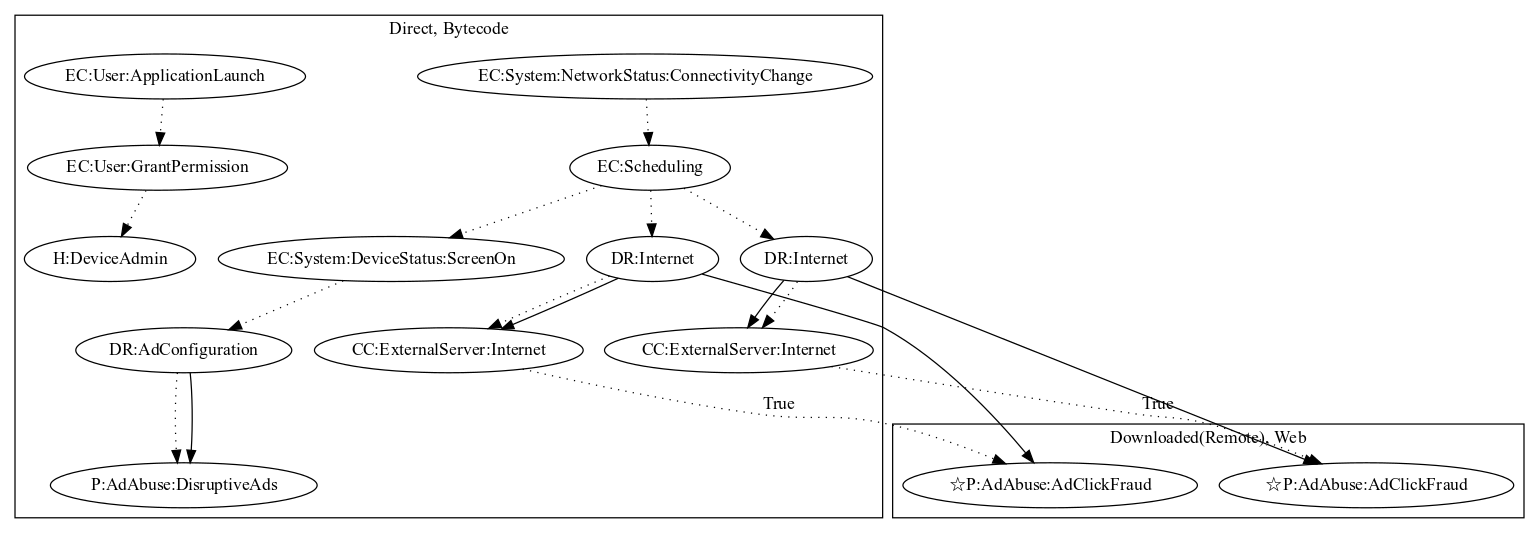 Direct, Bytecode
EC:User:ApplicationLaunch
EC:System:NetworkStatus:ConnectivityChange
EC:User:GrantPermission
EC:Scheduling
H:DeviceAdmin
EC:System:DeviceStatus:ScreenOn
DR:Internet
DR:Internet
DR:AdConfiguration
CC:ExternalServer:Internet
CC:ExternalServer:Internet
True
True
Downloaded(Remote), Web
P:AdAbuse:DisruptiveAds
☆P:AdAbuse:AdClickFraud
☆P:AdAbuse:AdClickFraud